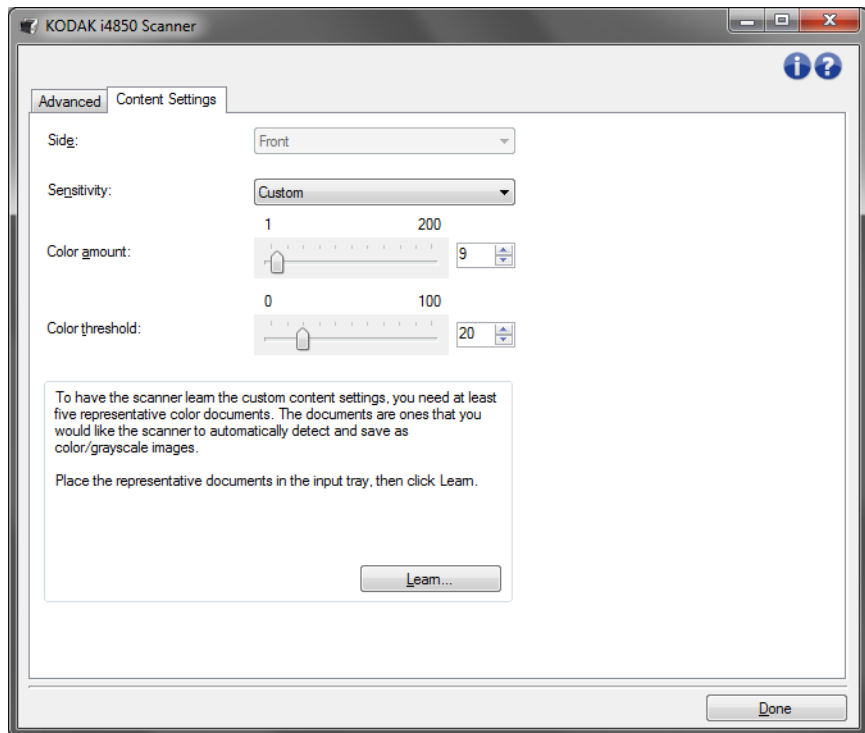 KODAK i4850 Scanner
Advanced
Content Settings
Side:
Front
Sensitivity:
Custom
1 200
Color amount:
9
0 100
Color threshold:
20
To have the scanner learn the custom content settings, you need at least
five representative color documents. The documents are ones that you
would like the scanner to automatically detect and save as
color/grayscale images.
Place the representative documents in the input tray, then click Learn.
Learn...
Done